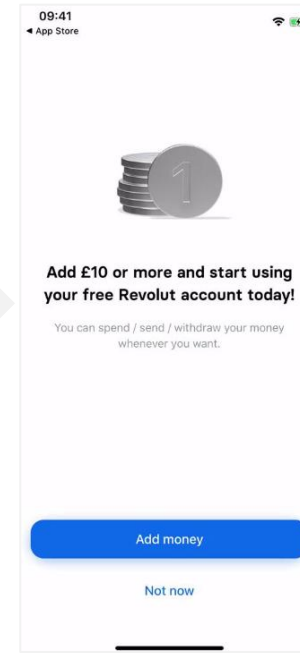 09:41
◀ App Store
1
Add £10 or more and start using
your free Revolut account today!
You can spend / send / withdraw your money
whenever you want.
Add money
Not now